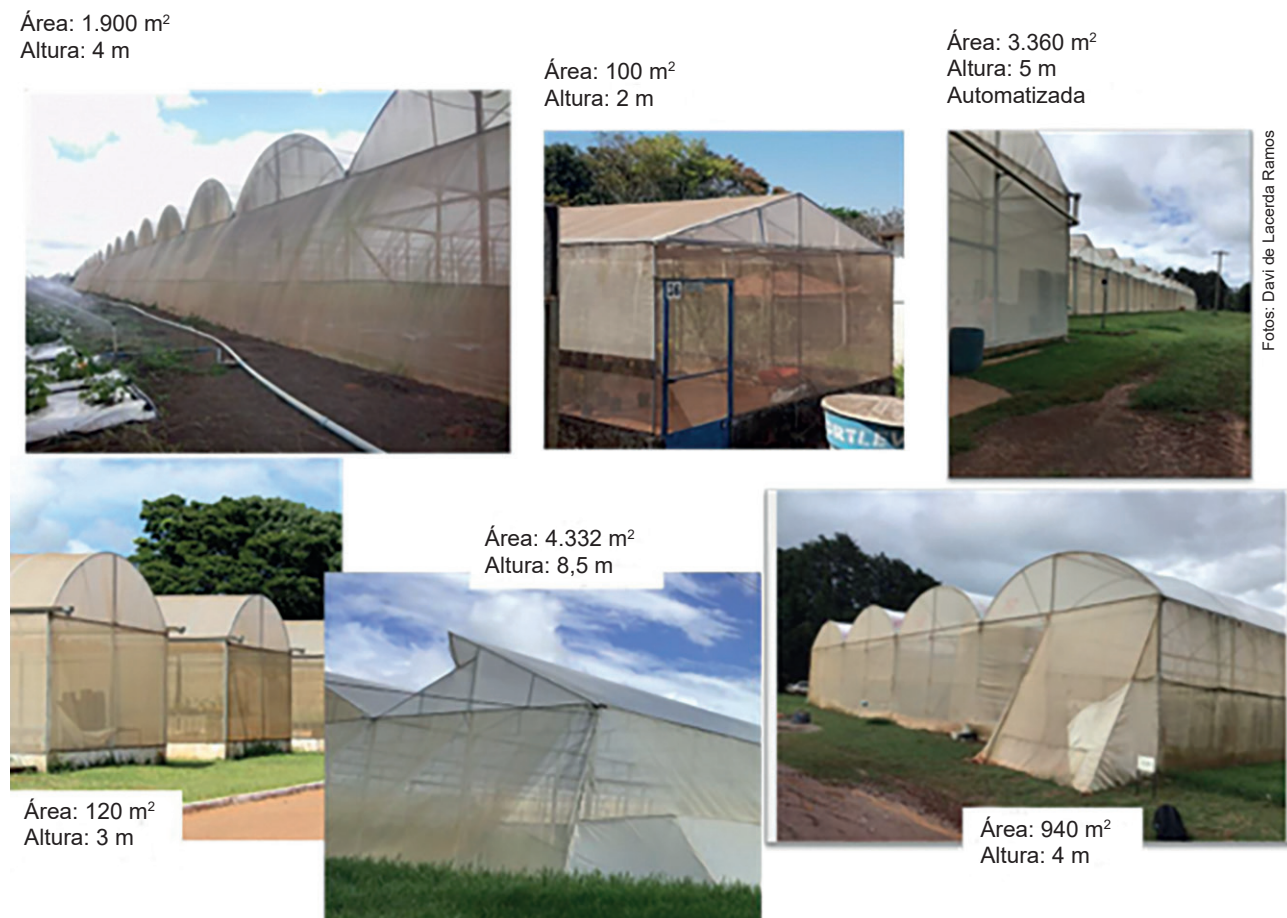 Área: 1.900 m²
Altura: 4 m
Área: 100 m²
Altura: 2 m
Área: 3.360 m²
Altura: 5 m
Automatizada
Fotos: Davi de Lacerda Ramos
Área: 4.332 m²
Altura: 8,5 m
Área: 120 m²
Altura: 3 m
Área: 940 m²
Altura: 4 m